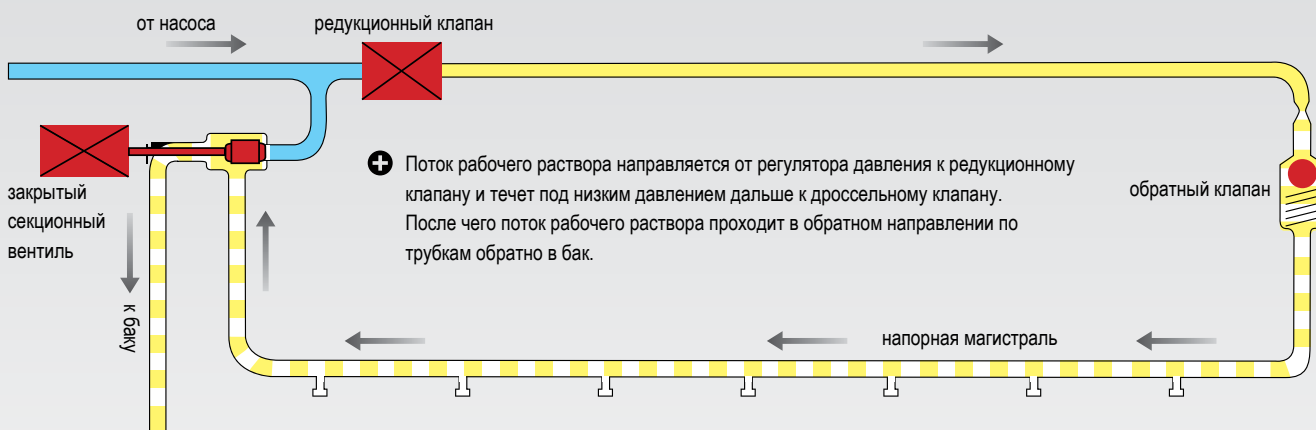 от насоса
редукционный клапан
закрытый
секционный
вентиль
к баку
Поток рабочего раствора направляется от регулятора давления к редукционному
клапану и течет под низким давлением дальше к дроссельному клапану.
После чего поток рабочего раствора проходит в обратном направлении по
трубкам обратно в бак.
обратный клапан
напорная магистраль